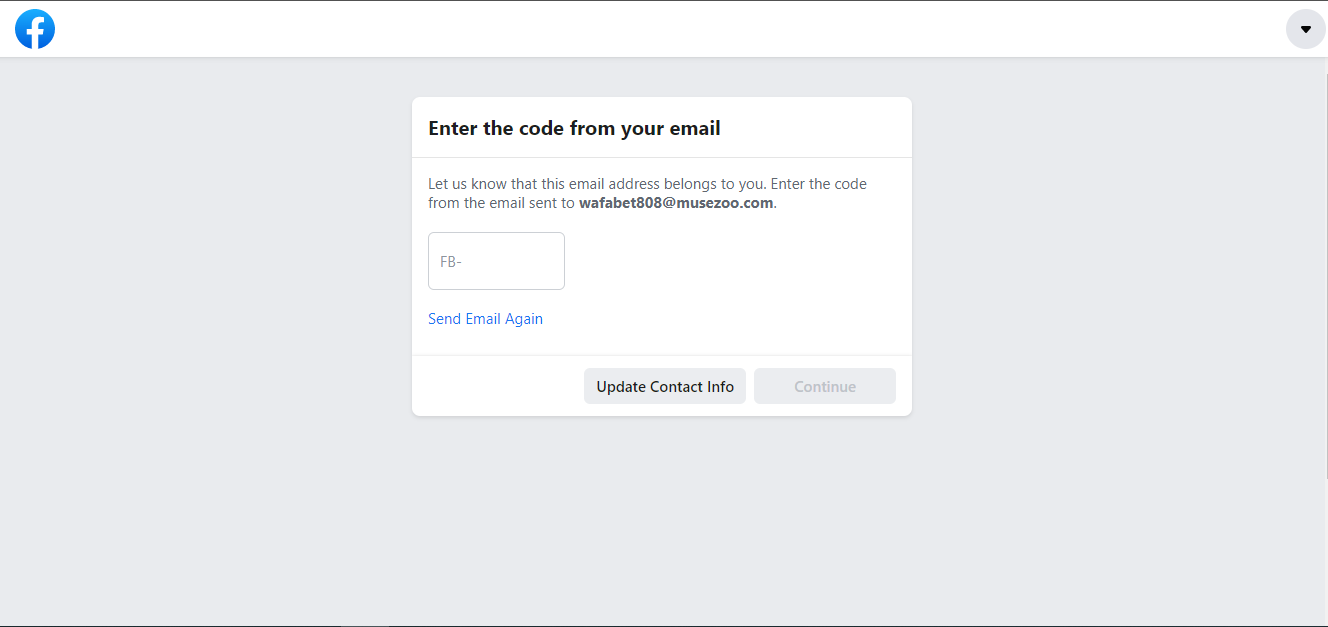 Enter the code from your email
Let us know that this email address belongs to you. Enter the code
from the email sent to wafabet808@musezoo.com.
FB-
Send Email Again
Update Contact Info
Continue